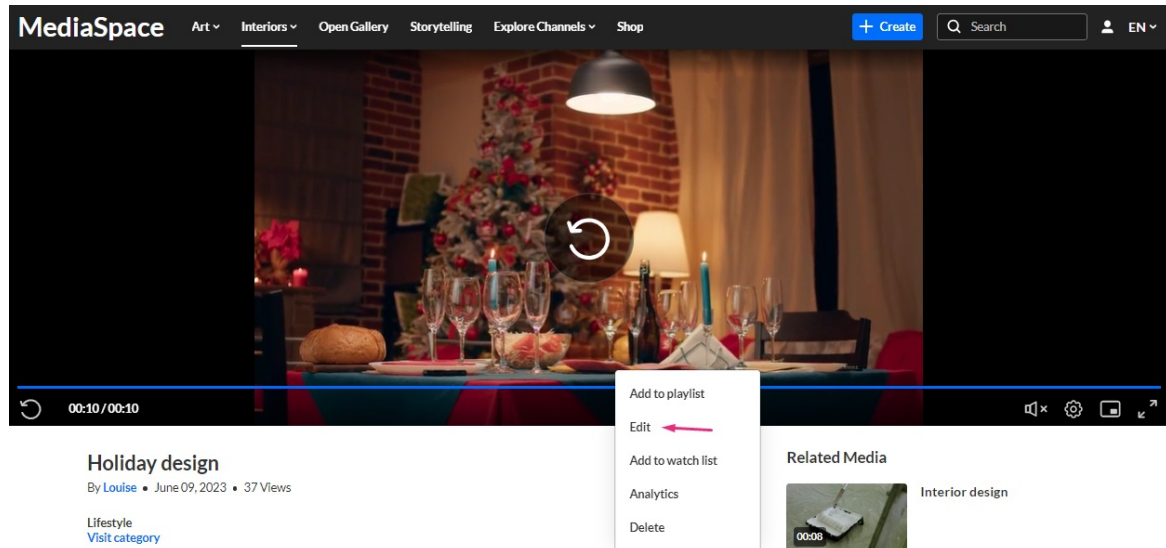 MediaSpace Art Interiors Open Gallery Storytelling Explore Channels Shop + Create Search EN
00:10 / 00:10
Add to playlist
Edit
Add to watch list
Analytics
Delete
Holiday design
By Louise • June 09, 2023 • 37 Views
Lifestyle
Visit category
Related Media
00:08
Interior design